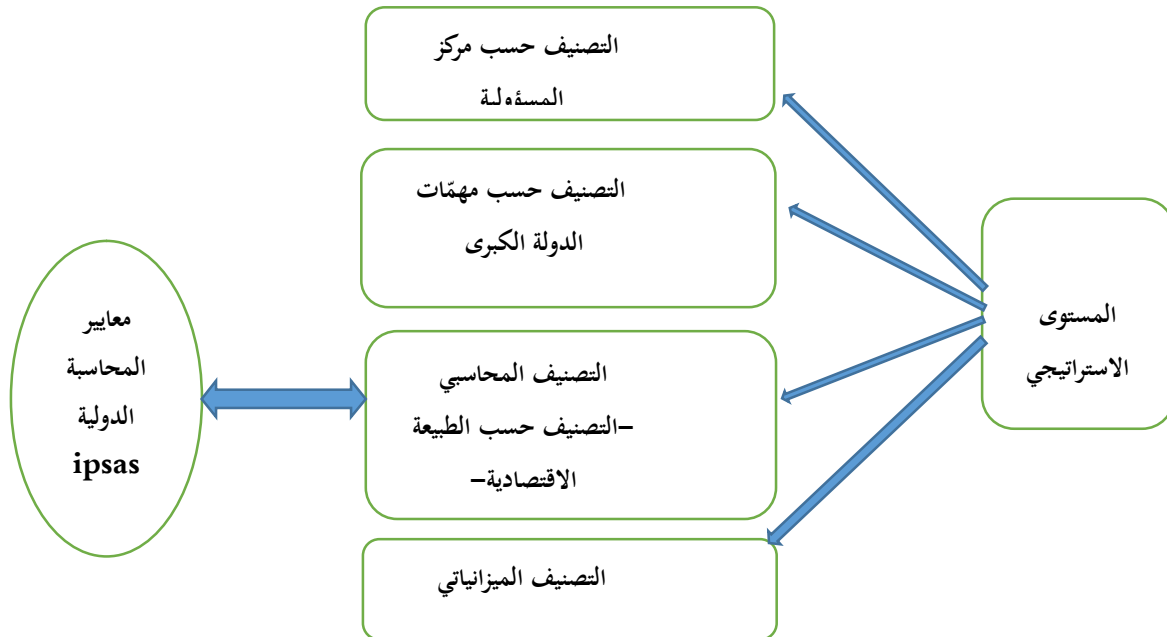 التصنيف حسب مركز
المسؤولية
التصنيف حسب مهمّات
الدولة الكبرى
المستوى
الاستراتيجي
التصنيف المحاسبي
–التصنيف حسب الطبيعة
الاقتصادية–
معايير
المحاسبة
الدولية
ipsas
التصنيف الميزانياتي